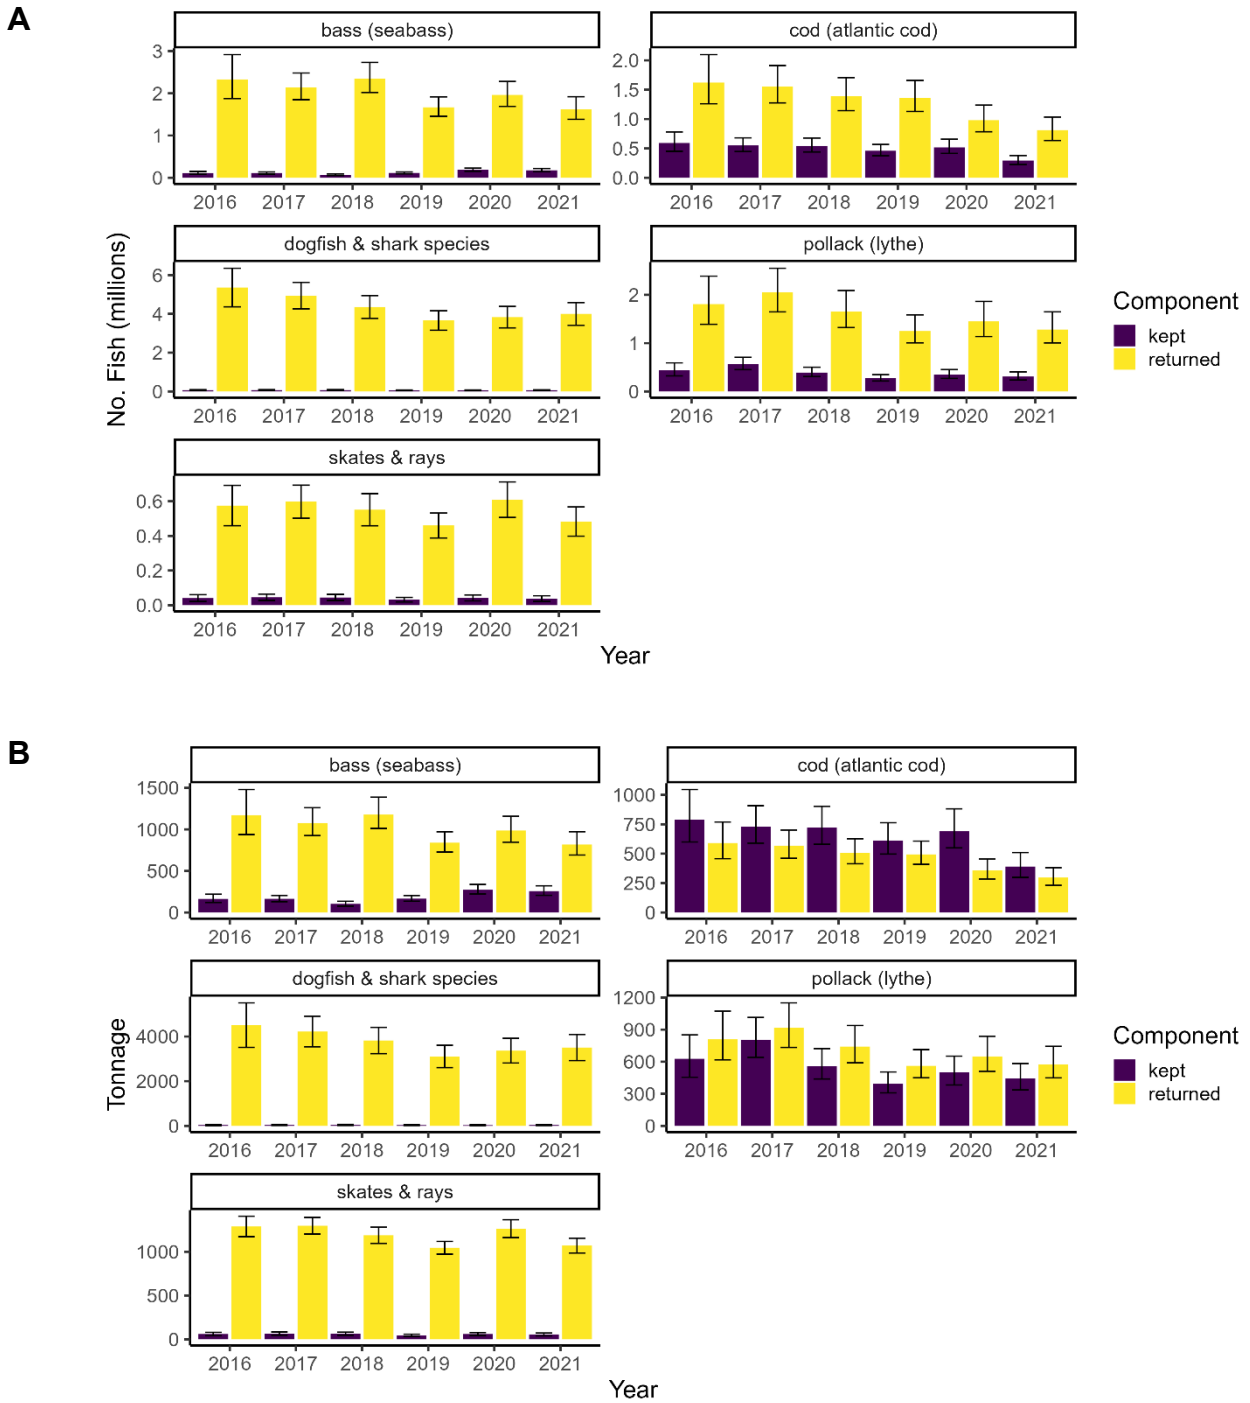 A
bass (seabass)
3
2
1
0
2016 2017 2018 2019 2020 2021
cod (atlantic cod)
2.0
1.5
1.0
0.5
0.0
2016 2017 2018 2019 2020 2021
dogfish & shark species
6
4
2
0
2016 2017 2018 2019 2020 2021
pollack (lythe)
2
1
0
2016 2017 2018 2019 2020 2021
skates & rays
0.6
0.4
0.2
0.0
2016 2017 2018 2019 2020 2021
No. Fish (millions)
Year
Component
kept
returned
B
bass (seabass)
1500
1000
500
0
2016 2017 2018 2019 2020 2021
cod (atlantic cod)
1000
750
500
250
0
2016 2017 2018 2019 2020 2021
dogfish & shark species
4000
2000
0
2016 2017 2018 2019 2020 2021
pollack (lythe)
1200
900
600
300
0
2016 2017 2018 2019 2020 2021
skates & rays
1000
500
0
2016 2017 2018 2019 2020 2021
Tonnage
Year
Component
kept
returned